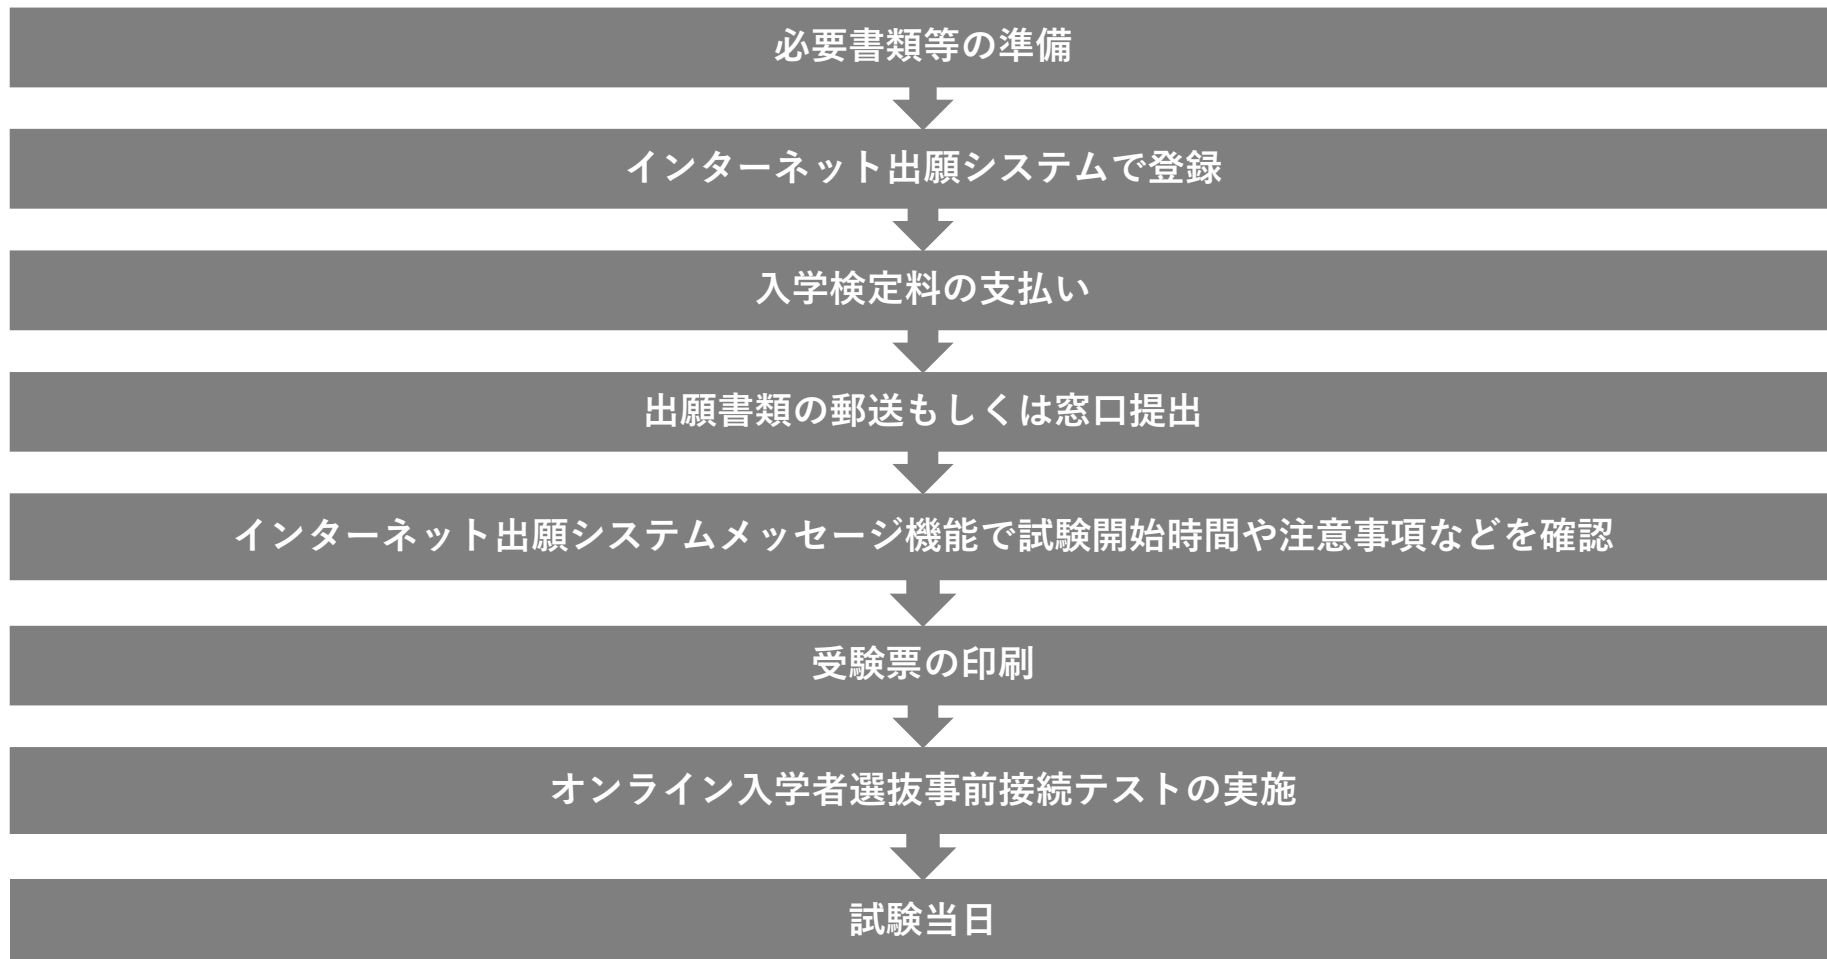 必要書類等の準備
インターネット出願システムで登録
入学検定料の支払い
出願書類の郵送もしくは窓口提出
インターネット出願システムメッセージ機能で試験開始時間や注意事項などを確認
受験票の印刷
オンライン入学者選抜事前接続テストの実施
試験当日